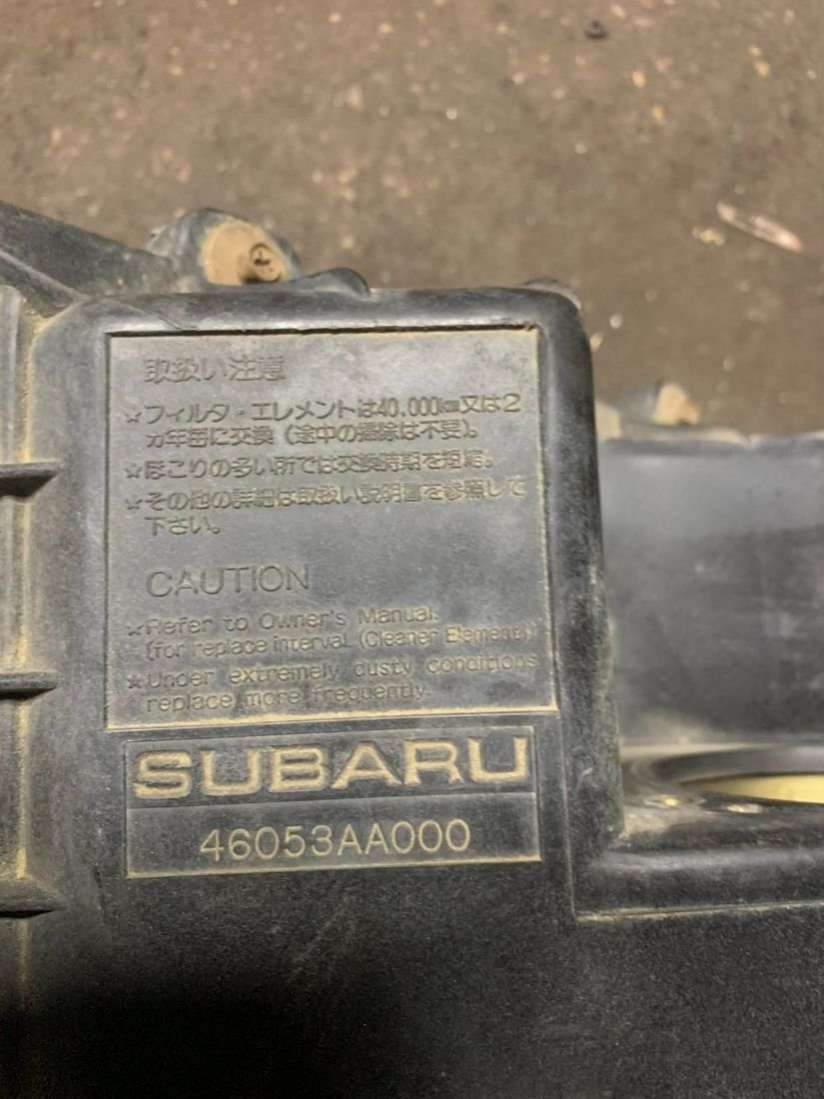 取扱い注意
☆フィルタ・エレメントは40.000km又は2
カ年毎に交換(途中の掃除は不要)。
☆ほこりの多い所では交換時期を短縮。
☆その他の詳細は取扱い説明書を参照して
下さい。
CAUTION
☆Refer to Owner's Manual.
(for replace interval (Cleaner Element))
☆Under extremely dusty conditions
replace more frequently
SUBARU
46053AA000